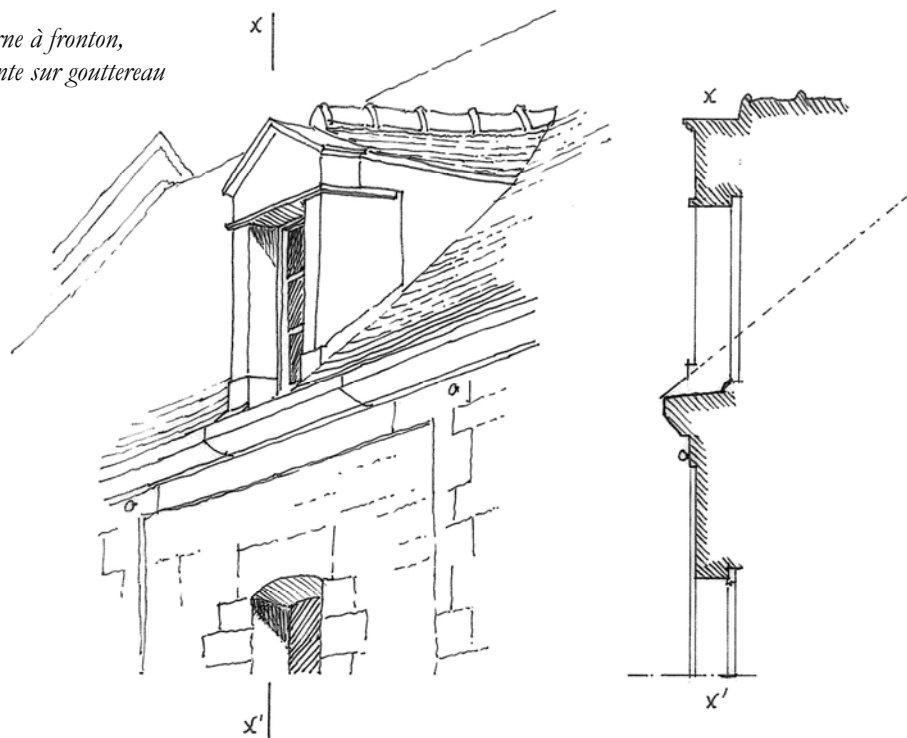 rne à fronton,
nte sur gouttereau
x
x
a
a
a
x'
x'